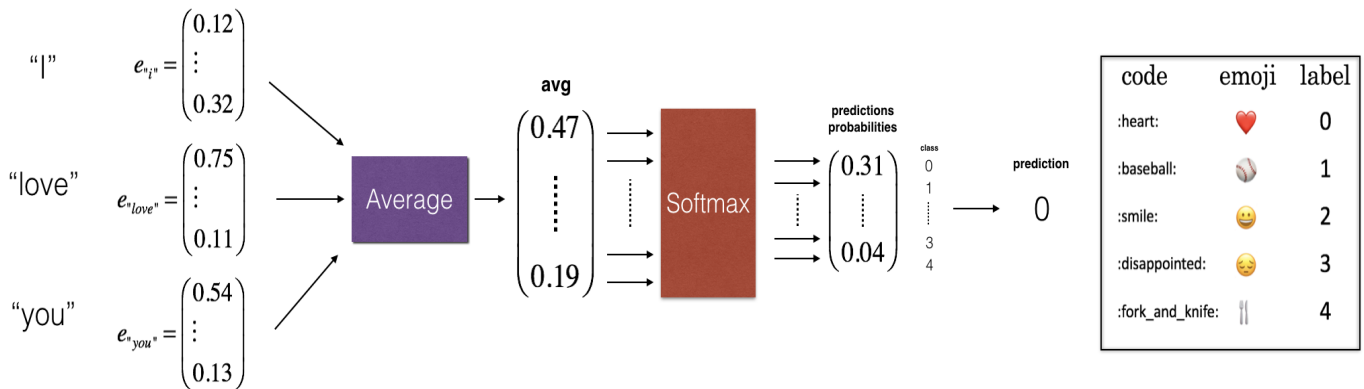 “I”
e"i" =
0.12
⋮
0.32
“love”
e"love" =
0.75
⋮
0.11
“you”
e"you" =
0.54
⋮
0.13
Average
avg
0.47
0.19
Softmax
predictions
probabilities
0.31
0.04
class
0
1
3
4
prediction
0
code emoji label
:heart: ❤️ 0
:baseball: ⚾ 1
:smile: 😀 2
:disappointed: 😔 3
:fork_and_knife: 🍴 4